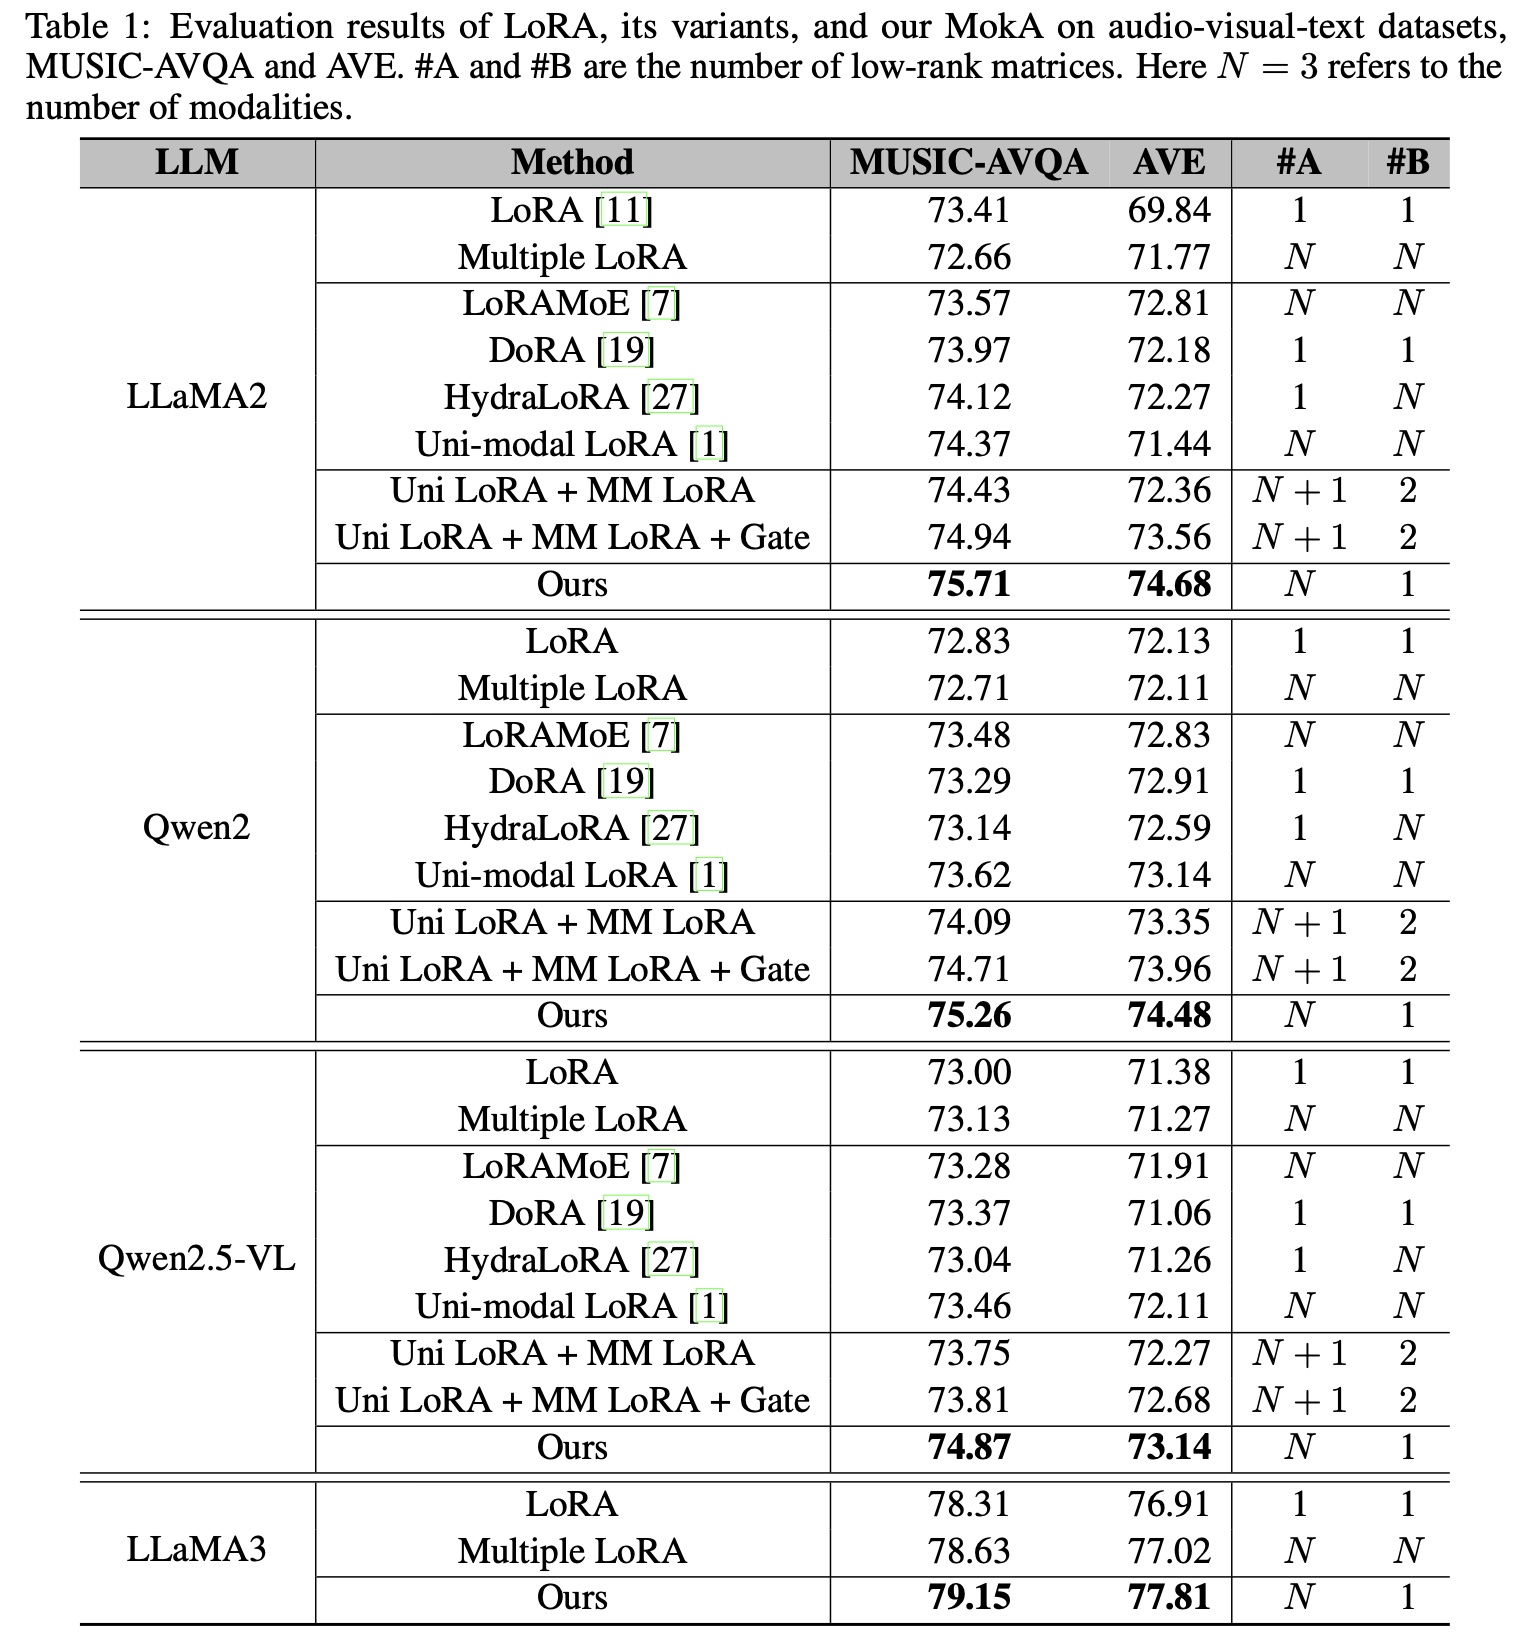 Table 1: Evaluation results of LoRA, its variants, and our MokA on audio-visual-text datasets,
MUSIC-AVQA and AVE. #A and #B are the number of low-rank matrices. Here N = 3 refers to the
number of modalities.
LLM Method MUSIC-AVQA AVE #A #B
LoRA [11] 73.41 69.84 1 1
Multiple LoRA 72.66 71.77 N N
LoRAMoE [7] 73.57 72.81 N N
DoRA [19] 73.97 72.18 1 1
LLaMA2 HydraLoRA [27] 74.12 72.27 1 N
Uni-modal LoRA [1] 74.37 71.44 N N
Uni LoRA + MM LoRA 74.43 72.36 N + 1 2
Uni LoRA + MM LoRA + Gate 74.94 73.56 N + 1 2
Ours 75.71 74.68 N 1
LoRA 72.83 72.13 1 1
Multiple LoRA 72.71 72.11 N N
LoRAMoE [7] 73.48 72.83 N N
DoRA [19] 73.29 72.91 1 1
Qwen2 HydraLoRA [27] 73.14 72.59 1 N
Uni-modal LoRA [1] 73.62 73.14 N N
Uni LoRA + MM LoRA 74.09 73.35 N + 1 2
Uni LoRA + MM LoRA + Gate 74.71 73.96 N + 1 2
Ours 75.26 74.48 N 1
LoRA 73.00 71.38 1 1
Multiple LoRA 73.13 71.27 N N
LoRAMoE [7] 73.28 71.91 N N
DoRA [19] 73.37 71.06 1 1
Qwen2.5-VL HydraLoRA [27] 73.04 71.26 1 N
Uni-modal LoRA [1] 73.46 72.11 N N
Uni LoRA + MM LoRA 73.75 72.27 N + 1 2
Uni LoRA + MM LoRA + Gate 73.81 72.68 N + 1 2
Ours 74.87 73.14 N 1
LoRA 78.31 76.91 1 1
LLaMA3 Multiple LoRA 78.63 77.02 N N
Ours 79.15 77.81 N 1